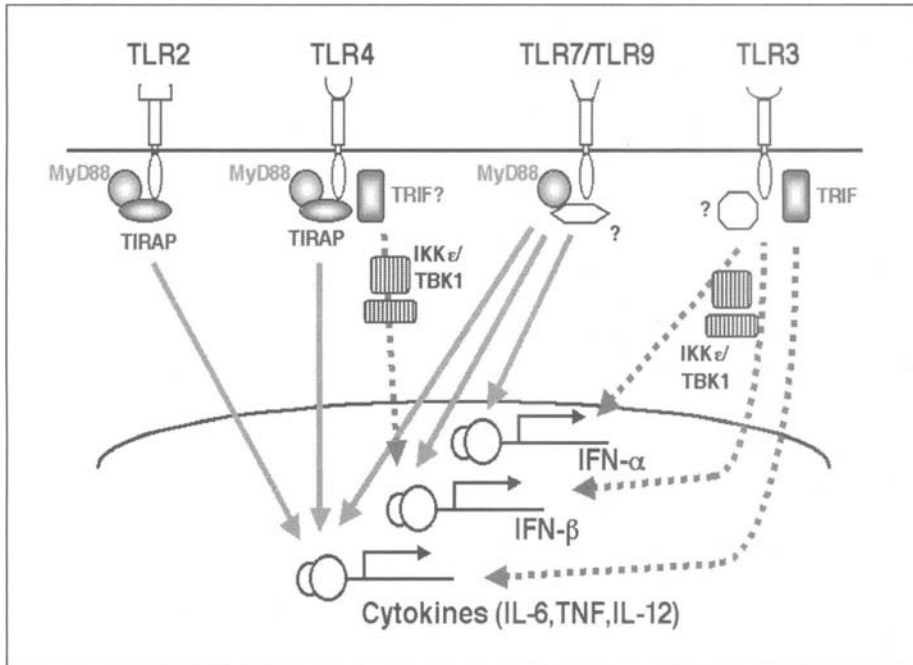 TLR2
TLR4
TLR7/TLR9
TLR3
MyD88
TIRAP
MyD88
TIRAP
TRIF?
IKKε/
TBK1
MyD88
?
?
TRIF
IKKε/
TBK1
IFN-α
IFN-β
Cytokines (IL-6,TNF,IL-12)